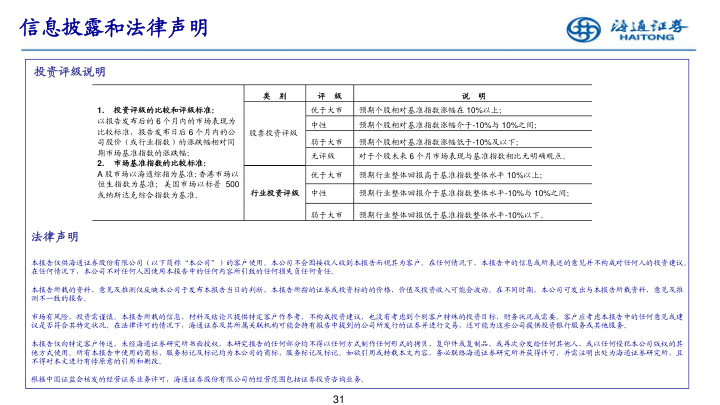 信息披露和法律声明
海通证券
HAITONG
投资评级说明
类 别
评 级
说 明
1. 投资评级的比较和评级标准:
以报告发布后的 6 个月内的市场表现为
比较标准,报告发布日后 6 个月内的公
司股价(或行业指数)的涨跌幅相对同
期市场基准指数的涨跌幅;
2. 市场基准指数的比较标准:
A 股市场以海通综指为基准;香港市场以
恒生指数为基准;美国市场以标普 500
或纳斯达克综合指数为基准。
股票投资评级
优于大市
预期个股相对基准指数涨幅在 10%以上;
中性
预期个股相对基准指数涨幅介于-10%与 10%之间;
弱于大市
预期个股相对基准指数涨幅低于-10%及以下;
无评级
对于个股未来 6 个月市场表现与基准指数相比无明确观点。
行业投资评级
优于大市
预期行业整体回报高于基准指数整体水平 10%以上;
中性
预期行业整体回报介于基准指数整体水平-10%与 10%之间;
弱于大市
预期行业整体回报低于基准指数整体水平-10%以下。
法律声明
本报告仅供海通证券股份有限公司(以下简称“本公司”)的客户使用。本公司不会因接收人收到本报告而视其为客户。在任何情况下,本报告中的信息或所表述的意见并不构成对任何人的投资建议。
在任何情况下,本公司不对任何人因使用本报告中的任何内容所引致的任何损失负任何责任。
本报告所载的资料、意见及推测仅反映本公司于发布本报告当日的判断,本报告所指的证券或投资标的的价格、价值及投资收入可能会波动。在不同时期,本公司可发出与本报告所载资料、意见及推
测不一致的报告。
市场有风险,投资需谨慎。本报告所载的信息、材料及结论只提供特定客户作参考,不构成投资建议,也没有考虑到个别客户特殊的投资目标、财务状况或需要。客户应考虑本报告中的任何意见或建
议是否符合其特定状况。在法律许可的情况下,海通证券及其所属关联机构可能会持有报告中提到的公司所发行的证券并进行交易,还可能为这些公司提供投资银行服务或其他服务。
本报告仅向特定客户传送,未经海通证券研究所书面授权,本研究报告的任何部分均不得以任何方式制作任何形式的拷贝、复印件或复制品,或再次分发给任何其他人,或以任何侵犯本公司版权的其
他方式使用。所有本报告中使用的商标、服务标记及标记均为本公司的商标、服务标记及标记。如欲引用或转载本文内容,务必联络海通证券研究所并获得许可,并需注明出处为海通证券研究所,且
不得对本文进行有悖原意的引用和删改。
根据中国证监会核发的经营证券业务许可,海通证券股份有限公司的经营范围包括证券投资咨询业务。
31